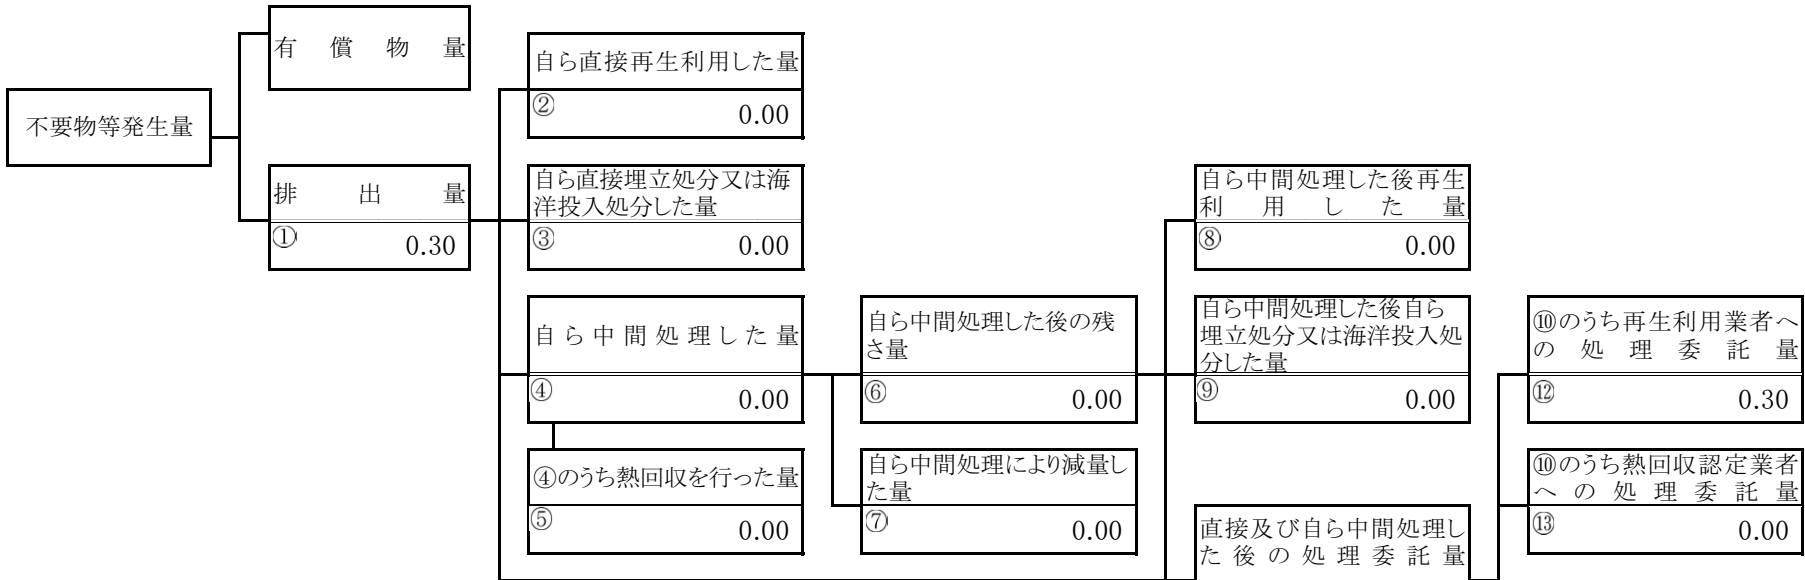 有償物量
不要物等発生量
排出量
① 0.30
自ら直接再生利用した量
② 0.00
自ら直接埋立処分又は海
洋投入処分した量
③ 0.00
自ら中間処理した量
④ 0.00
④のうち熱回収を行った量
⑤ 0.00
自ら中間処理した後の残
さ量
⑥ 0.00
自ら中間処理により減量し
た量
⑦ 0.00
自ら中間処理した後再生
利用した量
⑧ 0.00
自ら中間処理した後自ら
埋立処分又は海洋投入処
分した量
⑨ 0.00
直接及び自ら中間処理し
た後の処理委託量
⑩のうち再生利用業者へ
の処理委託量
⑫ 0.30
⑩のうち熱回収認定業者
への処理委託量
⑬ 0.00